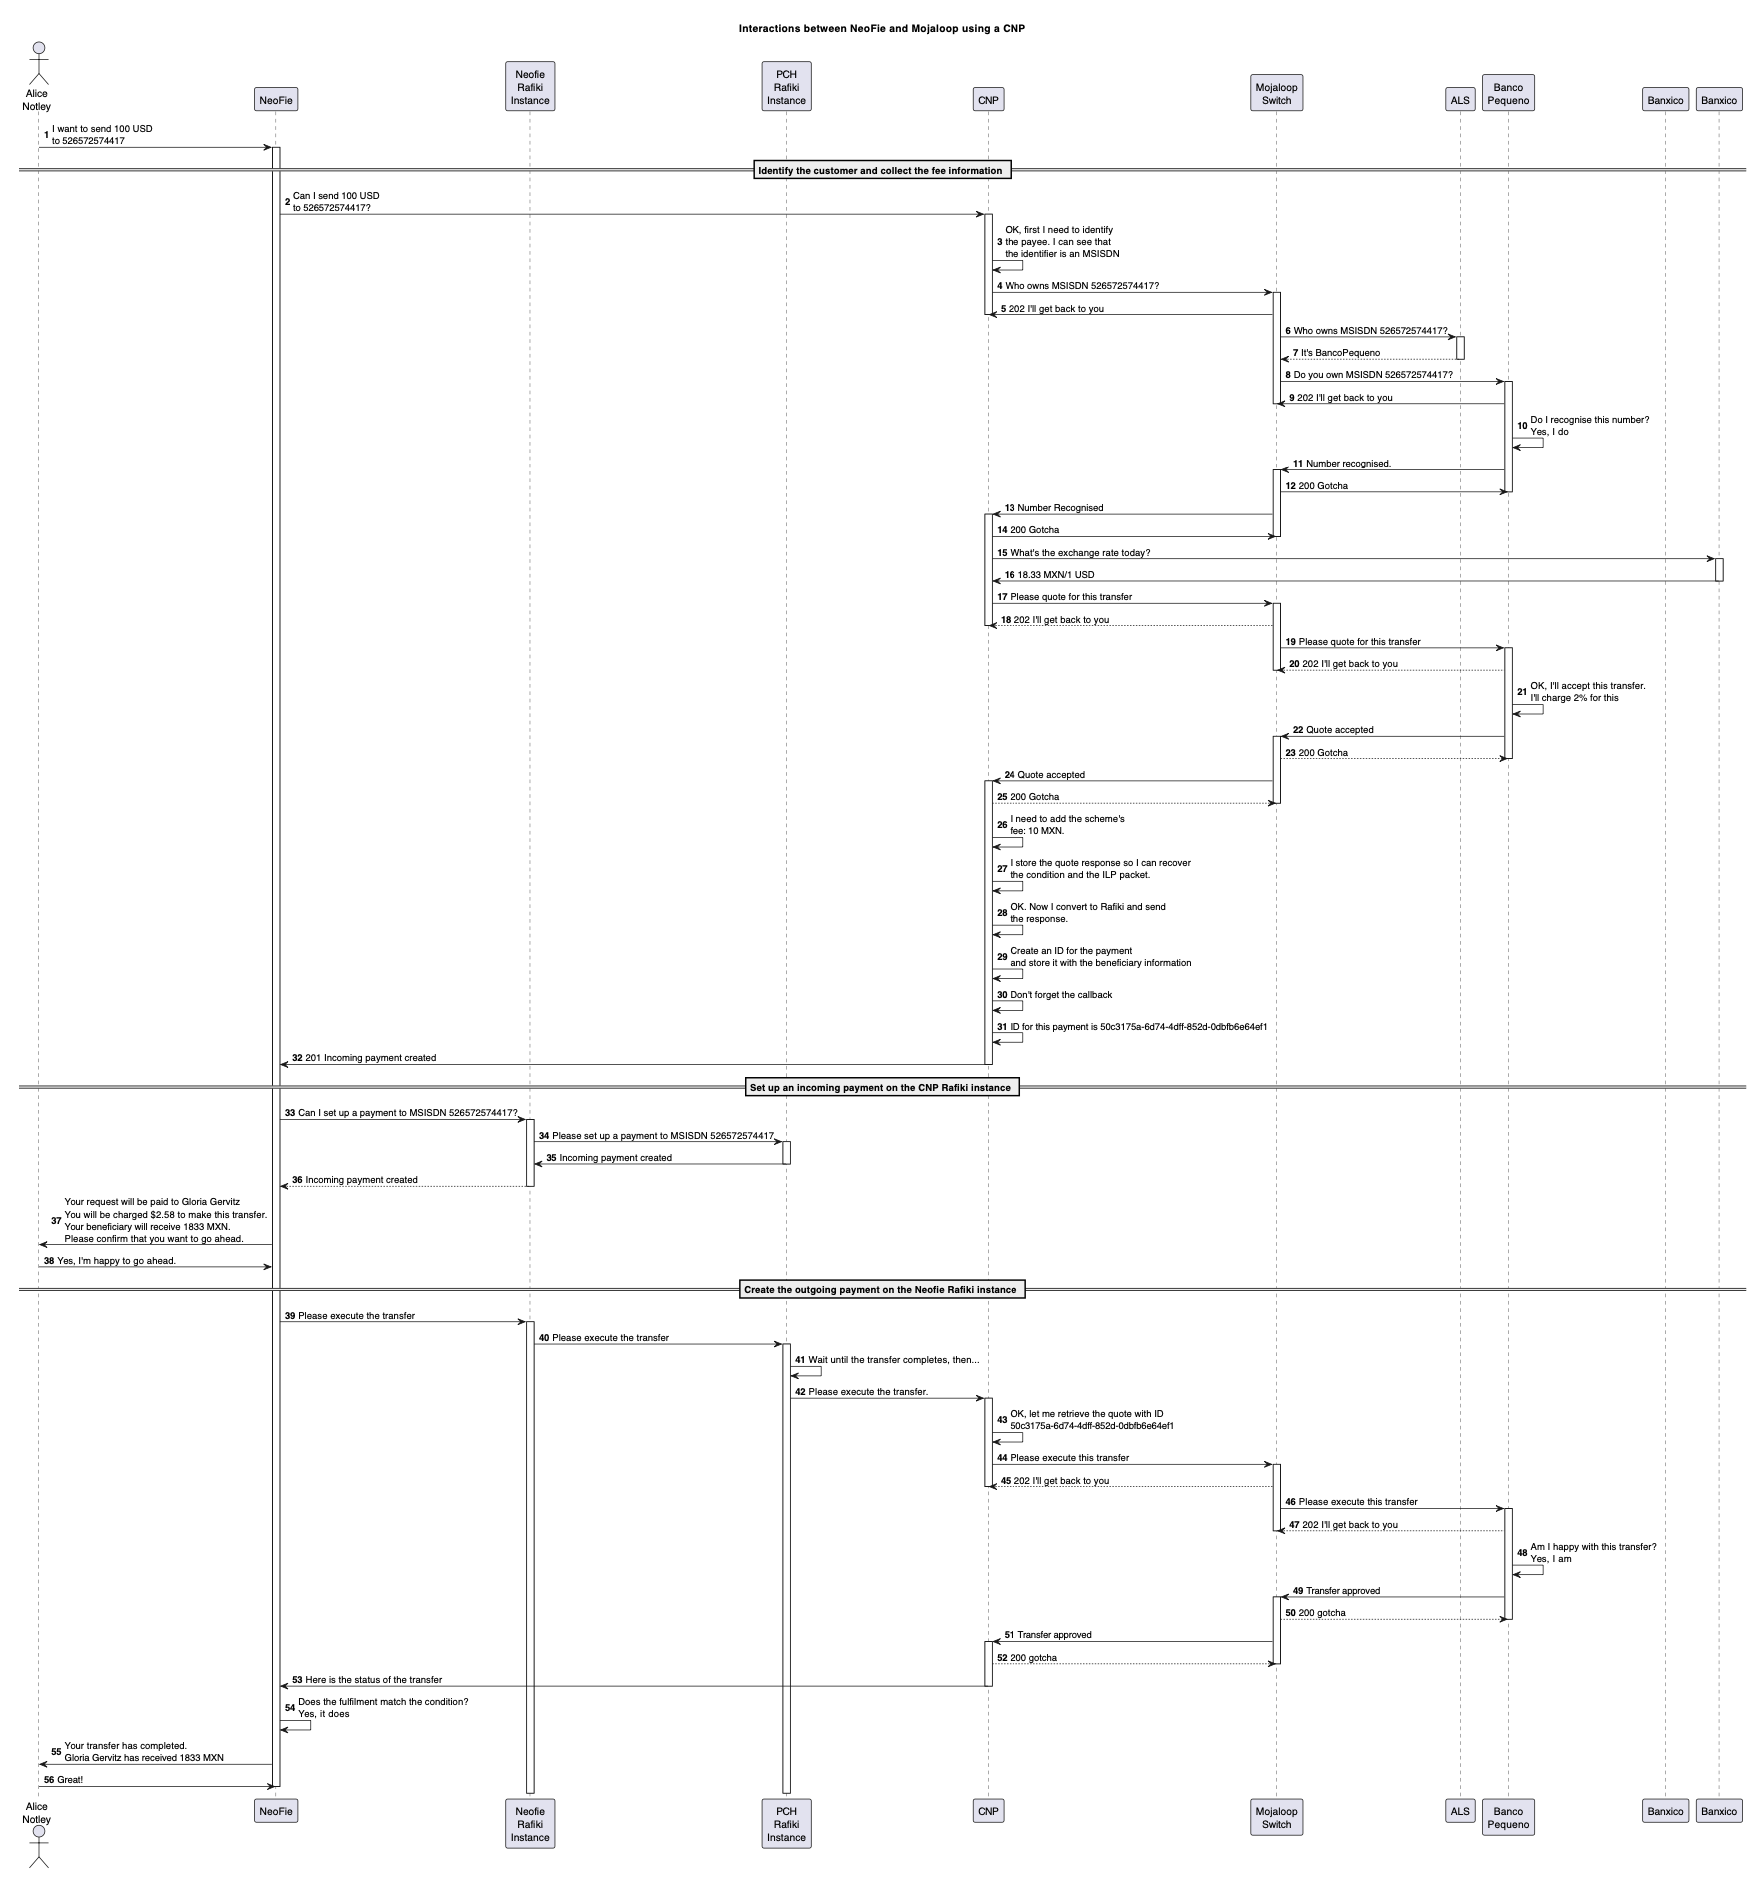 Interactions between NeoFie and Mojaloop using a CNP
Alice
Notley
NeoFie
Neofie
Rafiki
Instance
PCH
Rafiki
Instance
CNP
Mojaloop
Switch
ALS
Banco
Pequeno
Banxico
Banxico
1 I want to send 100 USD
to 526572574417
Identify the customer and collect the fee information
2 Can I send 100 USD
to 526572574417?
OK, first I need to identify
3 the payee. I can see that
the identifier is an MSISDN
4 Who owns MSISDN 526572574417?
5 202 I'll get back to you
6 Who owns MSISDN 526572574417?
7 It's BancoPequeno
8 Do you own MSISDN 526572574417?
9 202 I'll get back to you
10 Do I recognise this number?
Yes, I do
11 Number recognised.
12 200 Gotcha
13 Number Recognised
14 200 Gotcha
15 What's the exchange rate today?
16 18.33 MXN/1 USD
17 Please quote for this transfer
18 202 I'll get back to you
19 Please quote for this transfer
20 202 I'll get back to you
21 OK, I'll accept this transfer.
I'll charge 2% for this
22 Quote accepted
23 200 Gotcha
24 Quote accepted
25 200 Gotcha
26 I need to add the scheme's
fee: 10 MXN.
27 I store the quote response so I can recover
the condition and the ILP packet.
28 OK. Now I convert to Rafiki and send
the response.
29 Create an ID for the payment
and store it with the beneficiary information
30 Don't forget the callback
31 ID for this payment is 50c3175a-6d74-4dff-852d-0dbfb6e64ef1
32 201 Incoming payment created
Set up an incoming payment on the CNP Rafiki instance
33 Can I set up a payment to MSISDN 526572574417?
34 Please set up a payment to MSISDN 526572574417
35 Incoming payment created
36 Incoming payment created
Your request will be paid to Gloria Gervitz
37 You will be charged $2.58 to make this transfer.
Your beneficiary will receive 1833 MXN.
Please confirm that you want to go ahead.
38 Yes, I'm happy to go ahead.
Create the outgoing payment on the Neofie Rafiki instance
39 Please execute the transfer
40 Please execute the transfer
41 Wait until the transfer completes, then...
42 Please execute the transfer.
43 OK, let me retrieve the quote with ID
50c3175a-6d74-4dff-852d-0dbfb6e64ef1
44 Please execute this transfer
45 202 I'll get back to you
46 Please execute this transfer
47 202 I'll get back to you
48 Am I happy with this transfer?
Yes, I am
49 Transfer approved
50 200 gotcha
51 Transfer approved
52 200 gotcha
53 Here is the status of the transfer
54 Does the fulfilment match the condition?
Yes, it does
55 Your transfer has completed.
Gloria Gervitz has received 1833 MXN
56 Great!
Alice
Notley
NeoFie
Neofie
Rafiki
Instance
PCH
Rafiki
Instance
CNP
Mojaloop
Switch
ALS
Banco
Pequeno
Banxico
Banxico